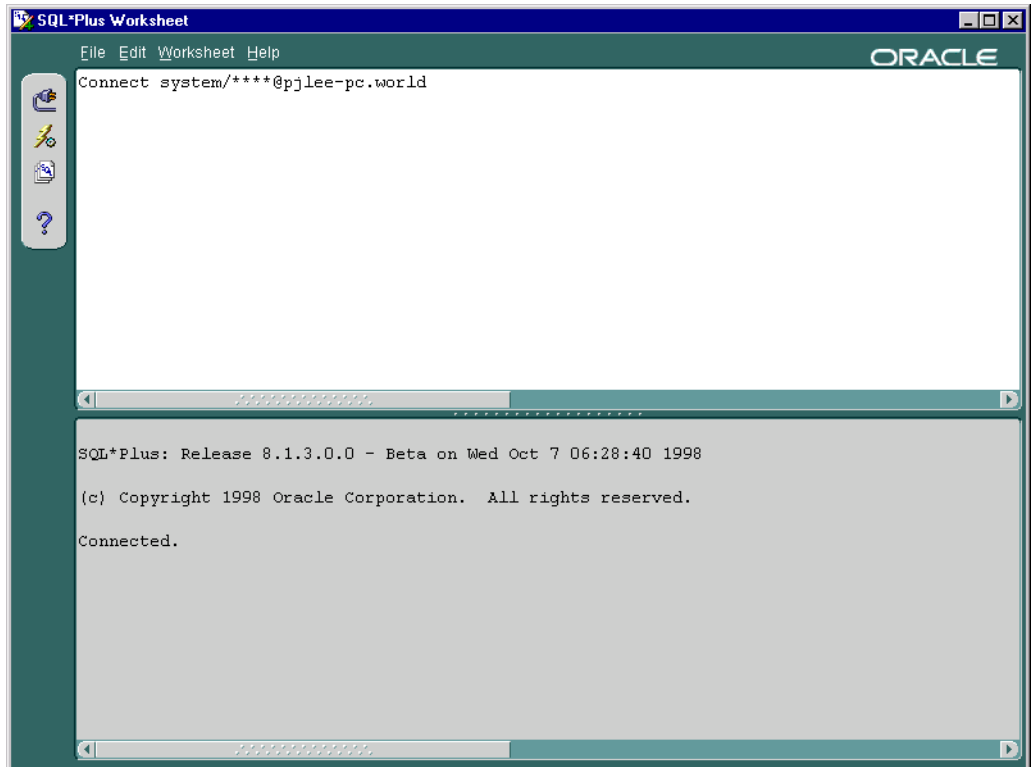 SQL*Plus Worksheet
File Edit Worksheet Help
ORACLE
Connect system/****@pjlee-pc.world
SQL*Plus: Release 8.1.3.0.0 - Beta on Wed Oct 7 06:28:40 1998
(c) Copyright 1998 Oracle Corporation.  All rights reserved.
Connected.